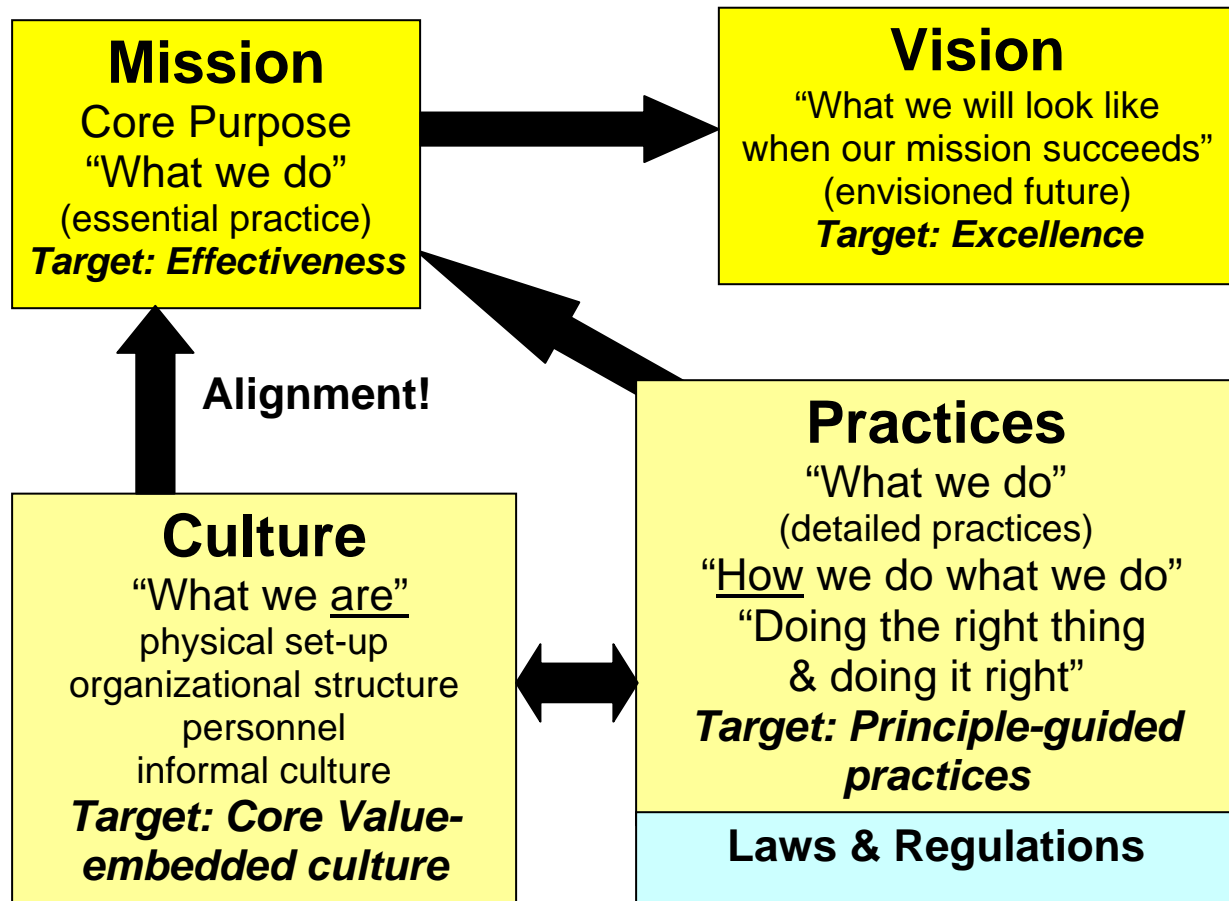 Mission
Core Purpose
“What we do”
(essential practice)
Target: Effectiveness
Vision
“What we will look like
when our mission succeeds”
(envisioned future)
Target: Excellence
Alignment!
Culture
“What we are”
physical set-up
organizational structure
personnel
informal culture
Target: Core Value-
embedded culture
Practices
“What we do”
(detailed practices)
“How we do what we do”
“Doing the right thing
& doing it right”
Target: Principle-guided
practices
Laws & Regulations